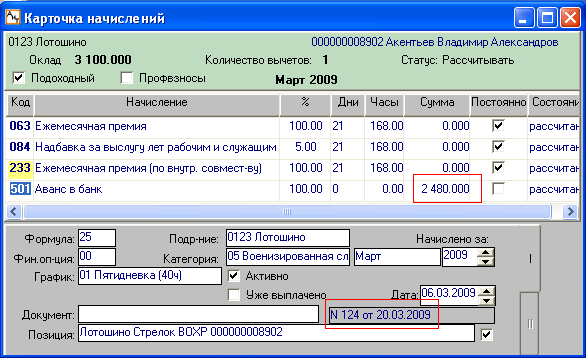 Карточка начислений
0123 Лотошино 000000008902 Акентьев Владимир Александров
Оклад 3 100.000 Количество вычетов: 1 Статус: Рассчитывать
Подоходный Профвзносы Март 2009
Код Начисление % Дни Часы Сумма Постоянно Состояни
063 Ежемесячная премия 100.00 21 168.00 0.000 рассчитан
084 Надбавка за выслугу лет рабочим и служащим 5.00 21 168.00 0.000 рассчитан
233 Ежемесячная премия (по внутр. совмест-ву) 100.00 21 168.00 0.000 рассчитан
501 Аванс в банк 100.00 0 0.00 2 480.000 рассчитан
Формула: 25 Подр-ние: 0123 Лотошино Начислено за:
Фин.оп-ция: 00 Категория: 05 Военизированная сл Март 2009
График: 01 Пятидневка (40ч) Активно
Уже выплачено Дата: 06.03.2009
Документ: N 124 от 20.03.2009
Позиция: Лотошино Стрелок ВОХР 000000008902